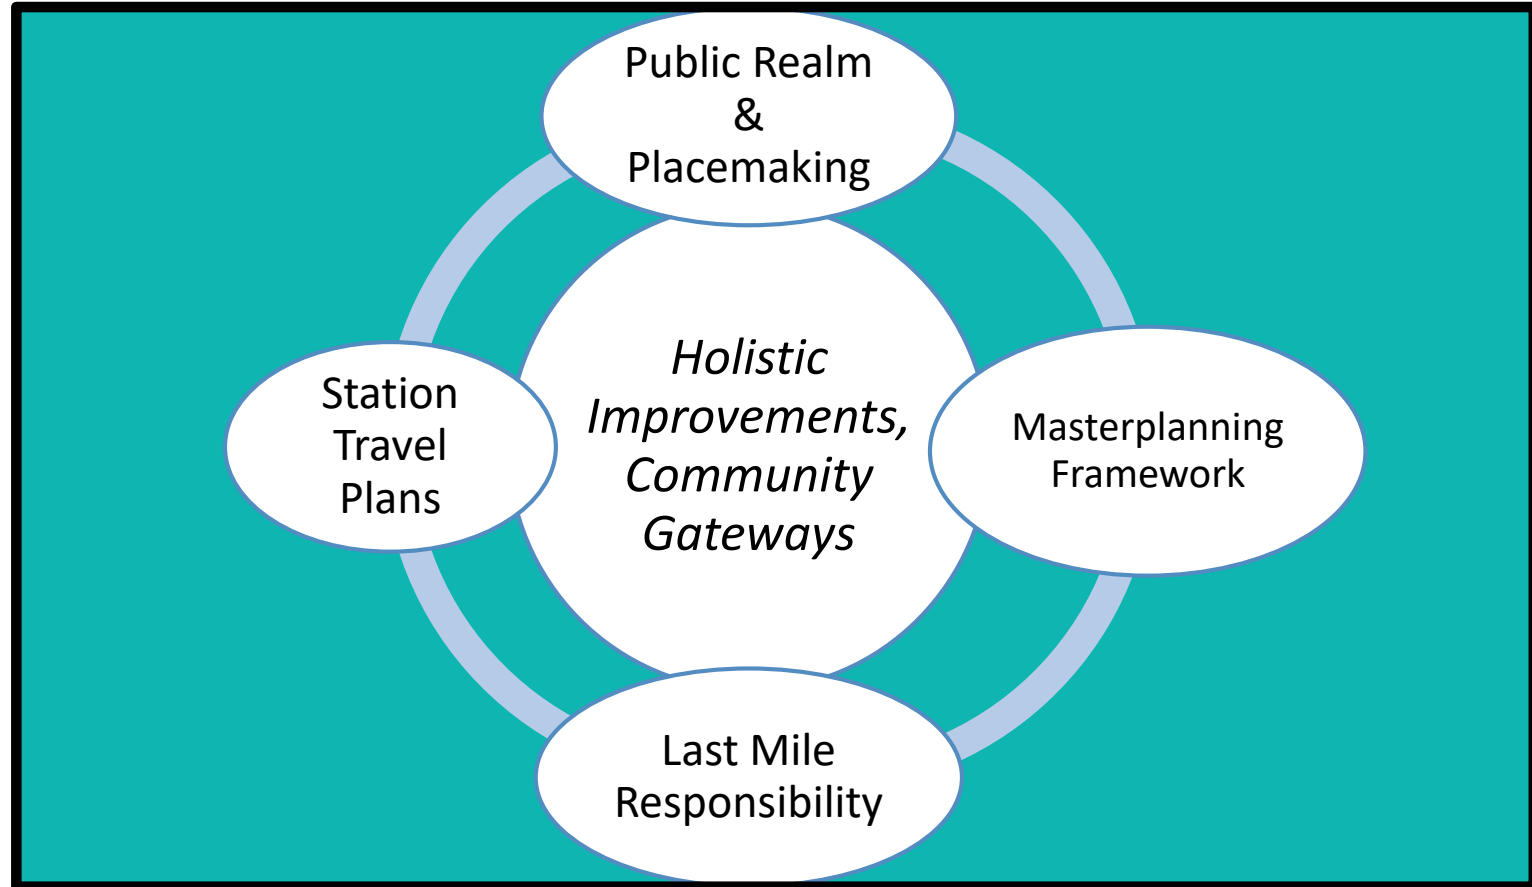 Public Realm
&
Placemaking
Station
Travel
Plans
Holistic
Improvements,
Community
Gateways
Masterplanning
Framework
Last Mile
Responsibility